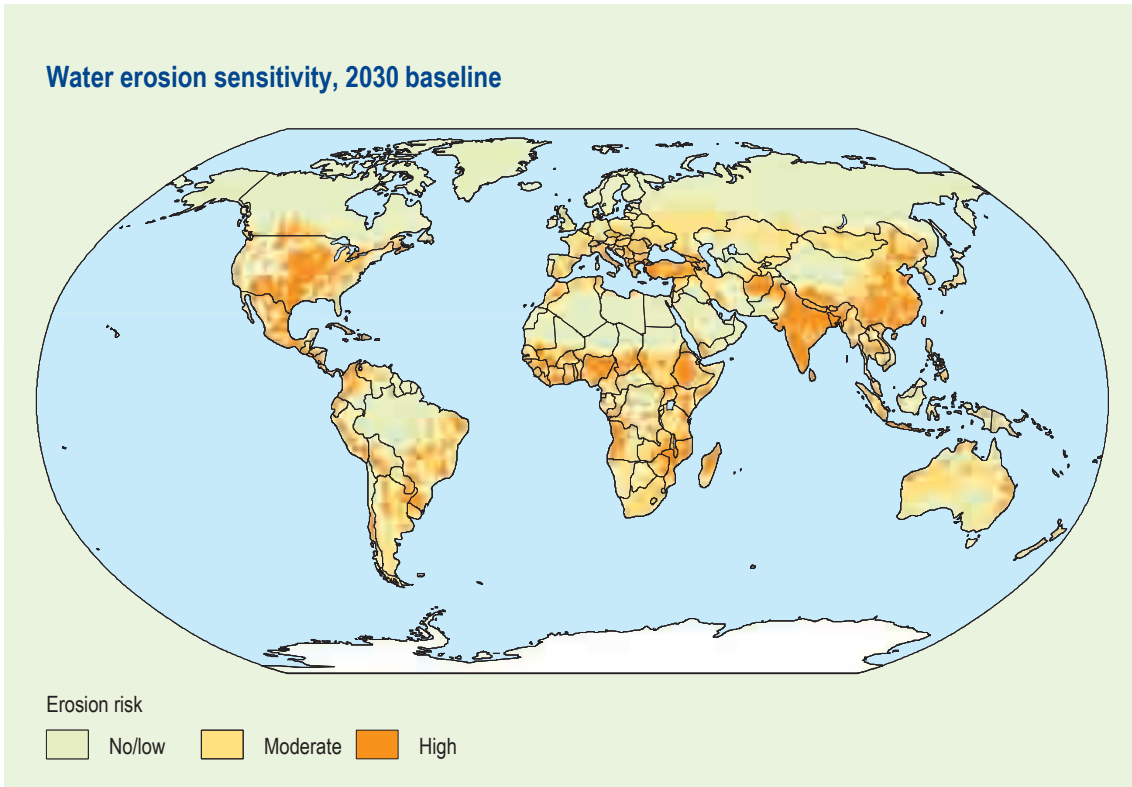 Water erosion sensitivity, 2030 baseline
Erosion risk
No/low Moderate High